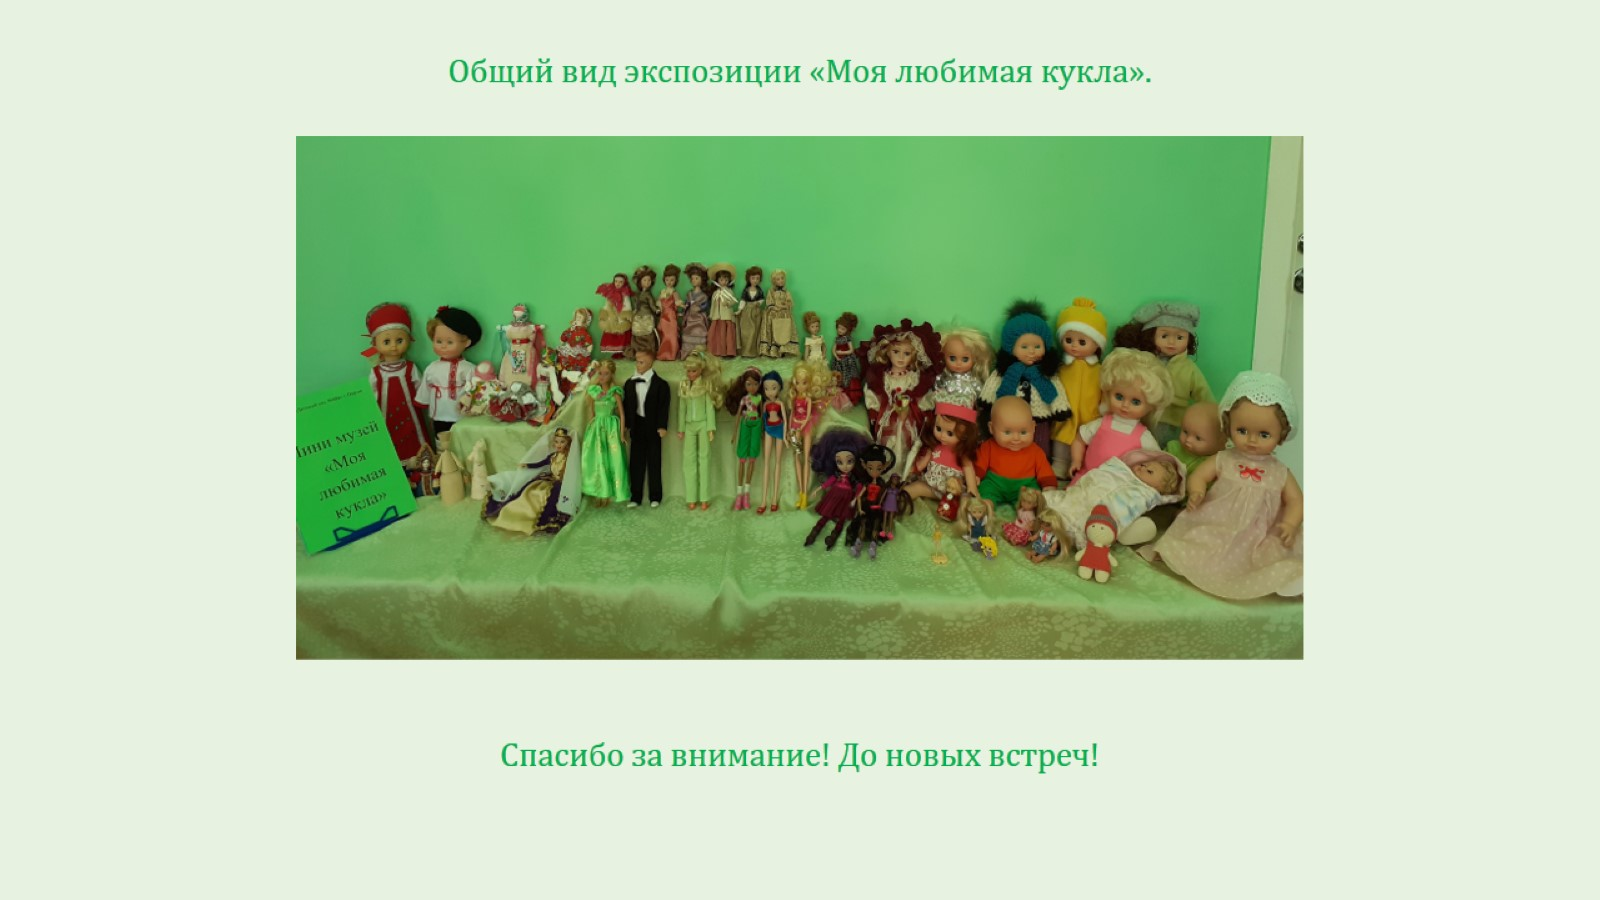 Общий вид экспозиции «Моя любимая кукла».
Мини музей
«Моя
любимая
кукла»
Спасибо за внимание! До новых встреч!